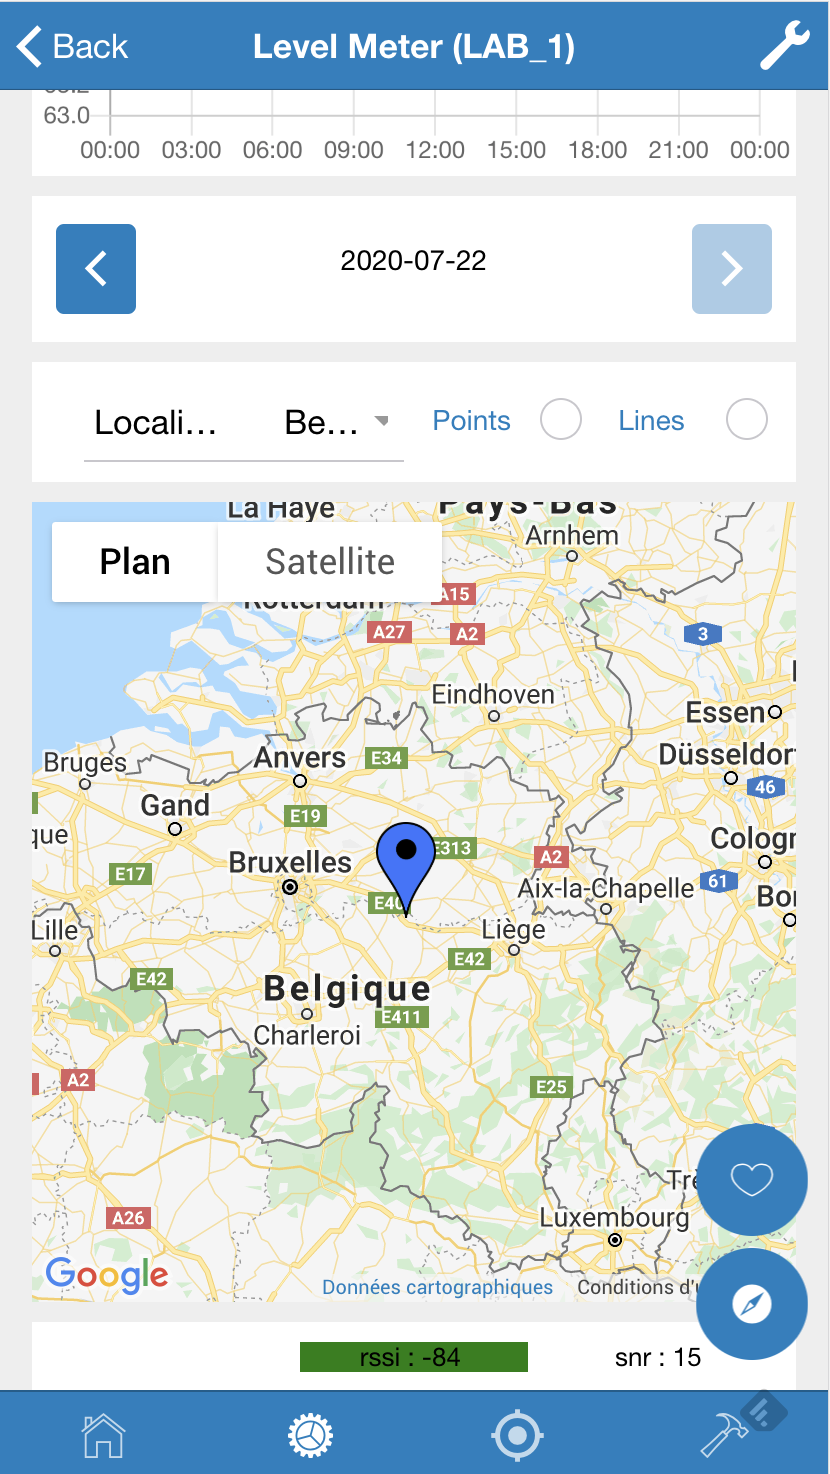 Back
Level Meter (LAB_1)
63.0
00:00 03:00 06:00 09:00 12:00 15:00 18:00 21:00 00:00
2020-07-22
Locali... Be... Points Lines
La Haye
Pays-Bas
Arnhem
Plan Satellite
A15
Rotterdam
A27 A2 3
Eindhoven
Essen
Bruges Anvers E34 Düsseldor
46
Gand E19
que Bruxelles E313 A2 Cologn
E17 Aix-la-Chapelle 61
E40 Bon
Lille Liège
E42
E42 Belgique
E411
Charleroi
A2 E25
Trè
A26 Luxembourg
Google
Données cartographiques Conditions d'u
rssi : -84 snr : 15